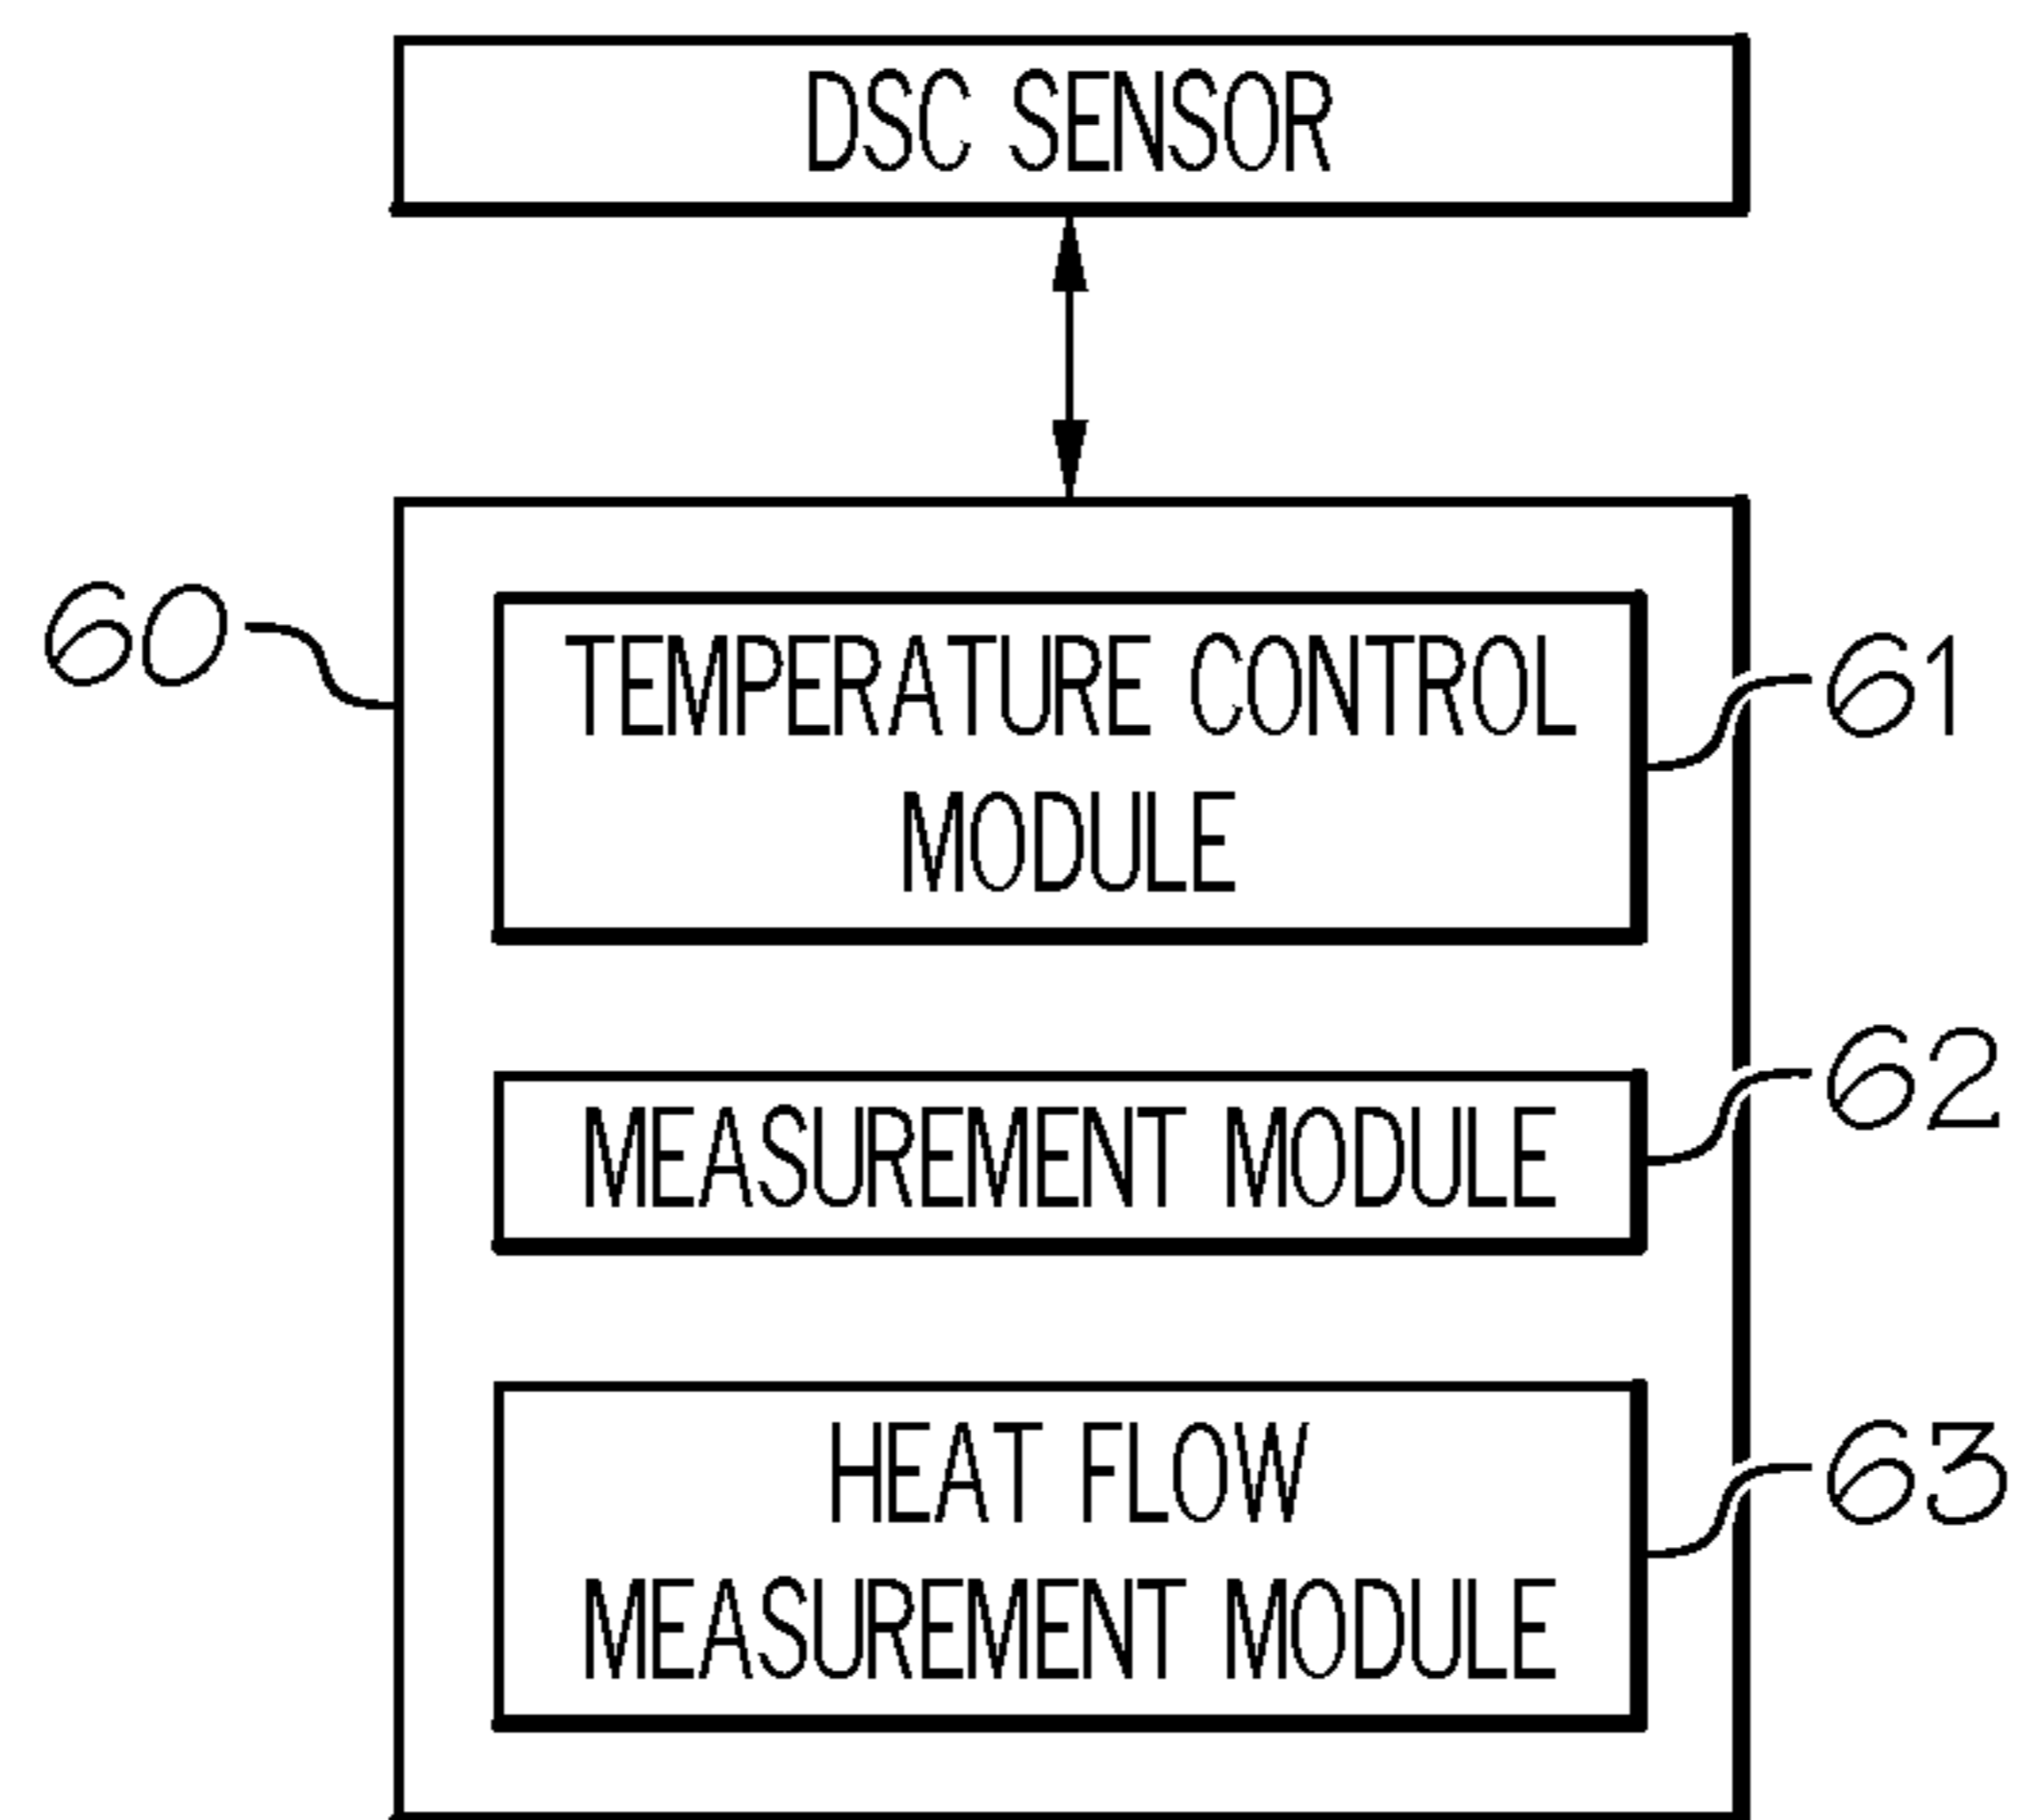 DSC SENSOR
60
TEMPERATURE CONTROL
MODULE
61
MEASUREMENT MODULE
62
HEAT FLOW
MEASUREMENT MODULE
63